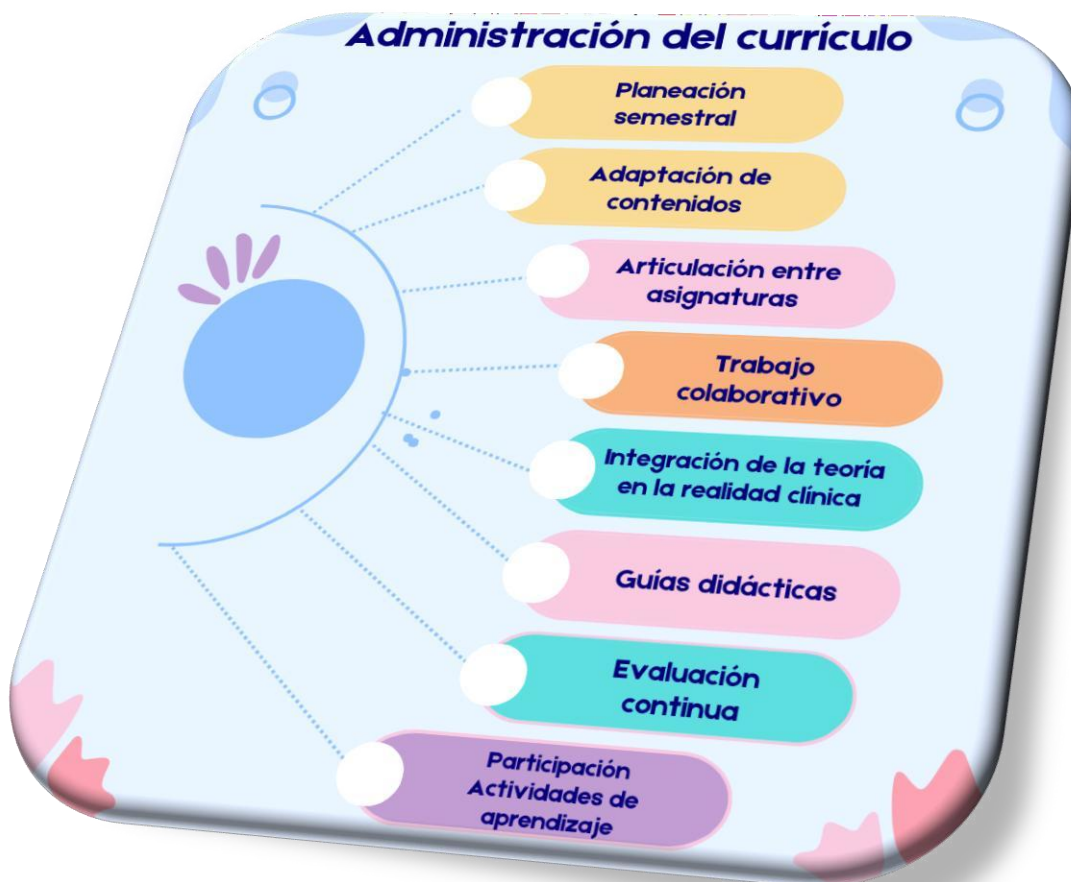 Administración del currículo
Planeación
semestral
Adaptación de
contenidos
Articulación entre
asignaturas
Trabajo
colaborativo
Integración de la teoría
en la realidad clínica
Guías didácticas
Evaluación
continua
Participación
Actividades de
aprendizaje